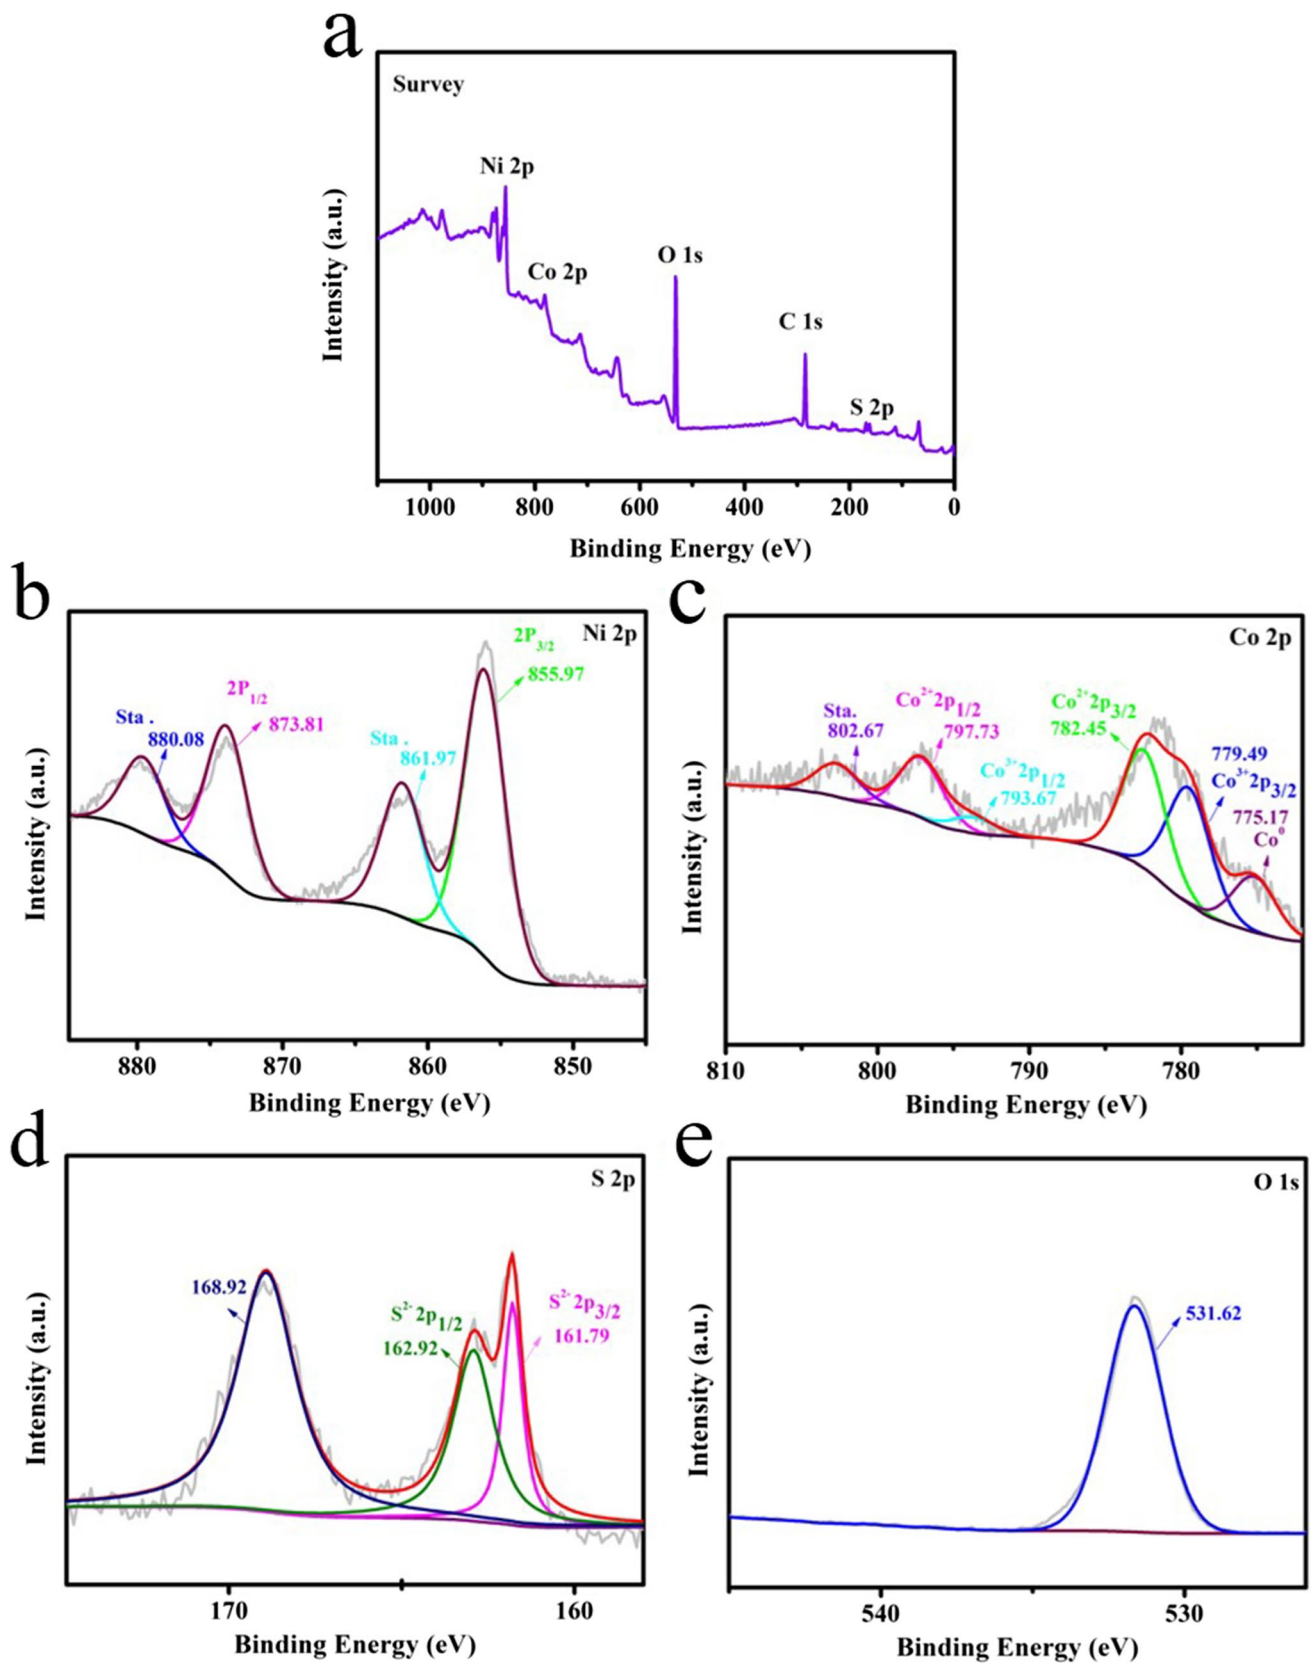 a
Survey
Ni 2p
Co 2p
O 1s
C 1s
S 2p
Intensity (a.u.)
1000 800 600 400 200 0
Binding Energy (eV)
b
Ni 2p
2P3/2
855.97
2P1/2
873.81
Sta .
880.08
Sta .
861.97
Intensity (a.u.)
880 870 860 850
Binding Energy (eV)
c
Co 2p
Sta.
802.67
Co2+2p1/2
797.73
Co3+2p1/2
793.67
Co2+2p3/2
782.45
779.49
Co3+2p3/2
775.17
Co0
Intensity (a.u.)
810 800 790 780
Binding Energy (eV)
d
S 2p
168.92
S2- 2p1/2
162.92
S2- 2p3/2
161.79
Intensity (a.u.)
170 160
Binding Energy (eV)
e
O 1s
531.62
Intensity (a.u.)
540 530
Binding Energy (eV)